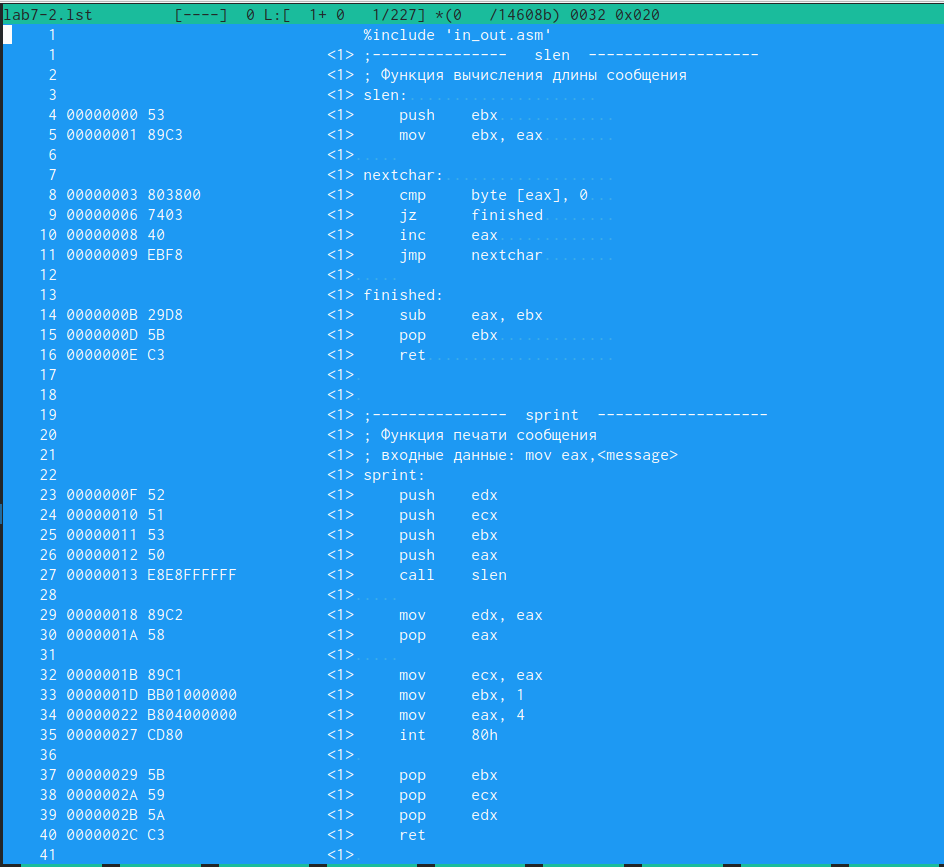 lab7-2.lst         [----]  0 L:[  1+ 0   1/227] *(0   /14608b) 0032 0x020
     1                                  %include 'in_out.asm'
     1                              <1> ;---------------   slen  -------------------
     2                              <1> ; Функция вычисления длины сообщения
     3                              <1> slen:.....................
     4 00000000 53                  <1>     push    ebx.............
     5 00000001 89C3                <1>     mov     ebx, eax........
     6                              <1>.....
     7                              <1> nextchar:...................
     8 00000003 803800              <1>     cmp     byte [eax], 0...
     9 00000006 7403                <1>     jz      finished........
    10 00000008 40                  <1>     inc     eax.............
    11 00000009 EBF8                <1>     jmp     nextchar........
    12                              <1>.....
    13                              <1> finished:
    14 0000000B 29D8                <1>     sub     eax, ebx
    15 0000000D 5B                  <1>     pop     ebx.............
    16 0000000E C3                  <1>     ret.....................
    17                              <1>.
    18                              <1>.
    19                              <1> ;---------------  sprint  -------------------
    20                              <1> ; Функция печати сообщения
    21                              <1> ; входные данные: mov eax,<message>
    22                              <1> sprint:
    23 0000000F 52                  <1>     push    edx
    24 00000010 51                  <1>     push    ecx
    25 00000011 53                  <1>     push    ebx
    26 00000012 50                  <1>     push    eax
    27 00000013 E8E8FFFFFF          <1>     call    slen
    28                              <1>.....
    29 00000018 89C2                <1>     mov     edx, eax
    30 0000001A 58                  <1>     pop     eax
    31                              <1>.....
    32 0000001B 89C1                <1>     mov     ecx, eax
    33 0000001D BB01000000          <1>     mov     ebx, 1
    34 00000022 B804000000          <1>     mov     eax, 4
    35 00000027 CD80                <1>     int     80h
    36                              <1>.
    37 00000029 5B                  <1>     pop     ebx
    38 0000002A 59                  <1>     pop     ecx
    39 0000002B 5A                  <1>     pop     edx
    40 0000002C C3                  <1>     ret
    41                              <1>.